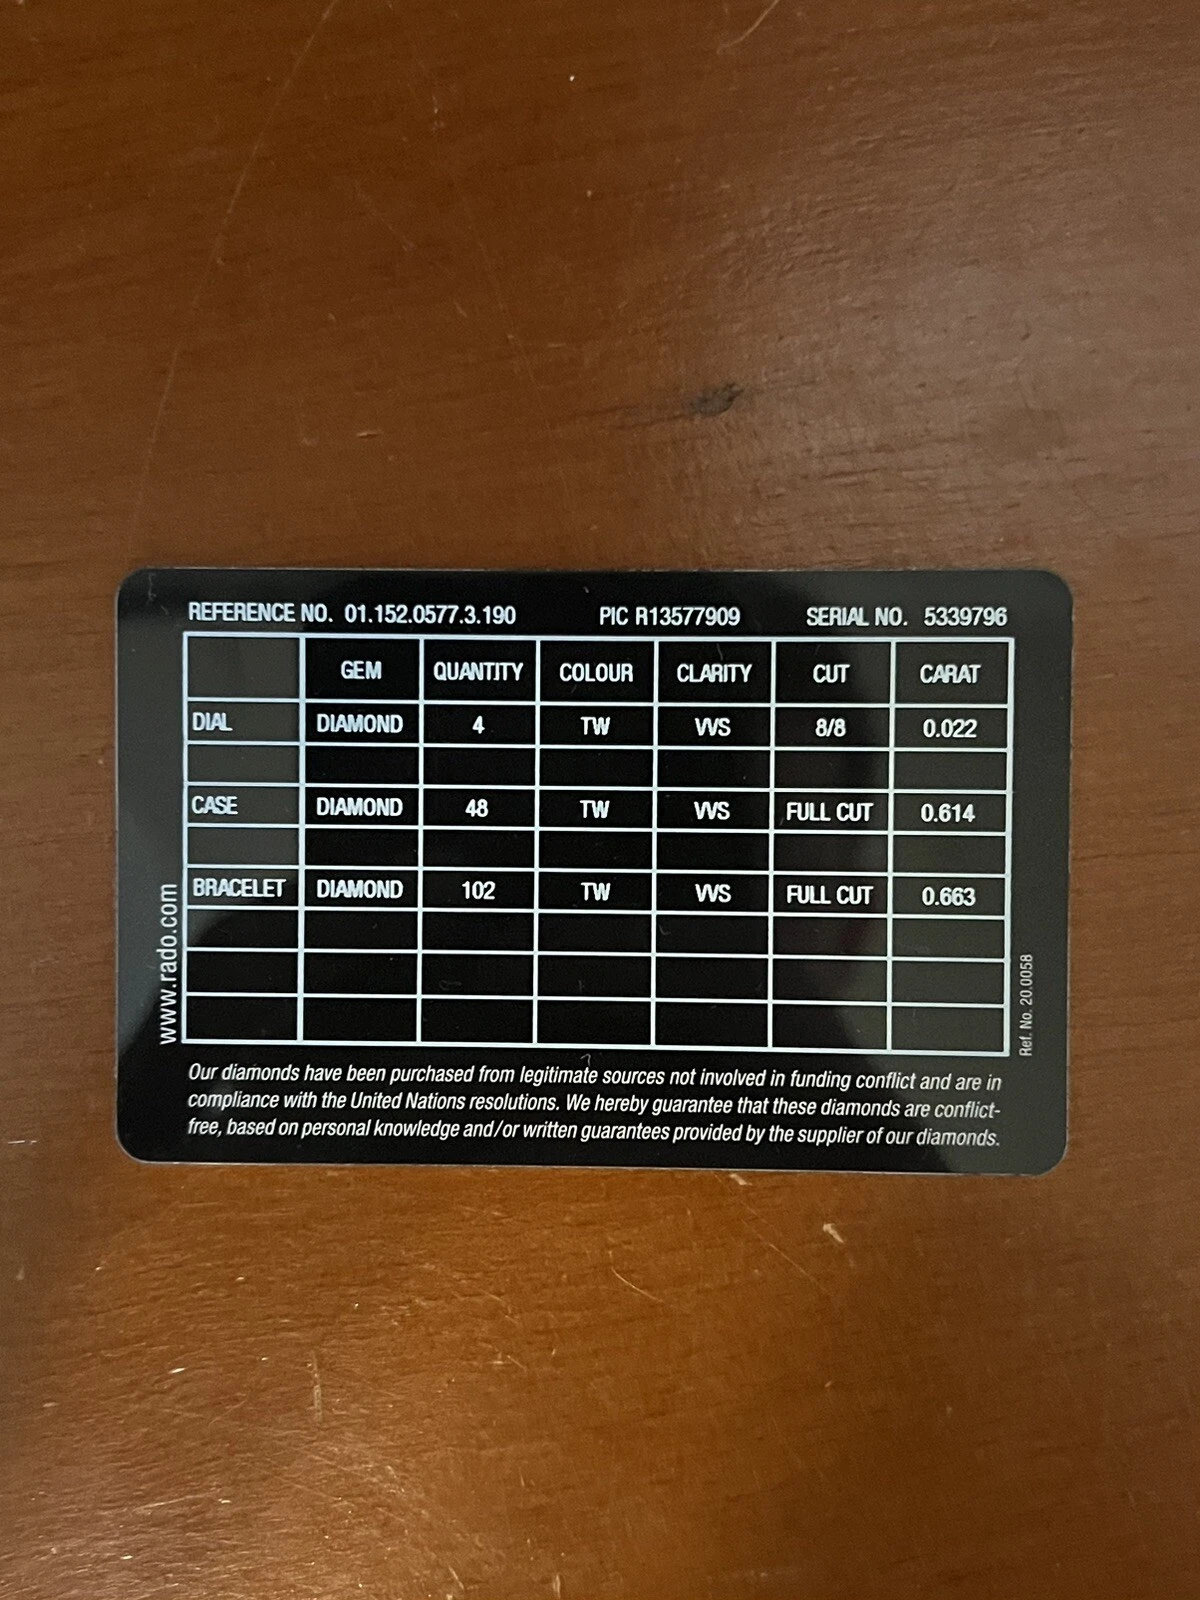 REFERENCE NO. 01.152.0577.3.190 PIC R13577909 SERIAL NO. 5339796
GEM QUANTITY COLOUR CLARITY CUT CARAT
DIAL DIAMOND 4 TW VVS 8/8 0.022
CASE DIAMOND 48 TW VVS FULL CUT 0.614
BRACELET DIAMOND 102 TW VVS FULL CUT 0.663
www.rado.com
Ref. No. 20.0058
Our diamonds have been purchased from legitimate sources not involved in funding conflict and are in
compliance with the United Nations resolutions. We hereby guarantee that these diamonds are conflict-
free, based on personal knowledge and/or written guarantees provided by the supplier of our diamonds.